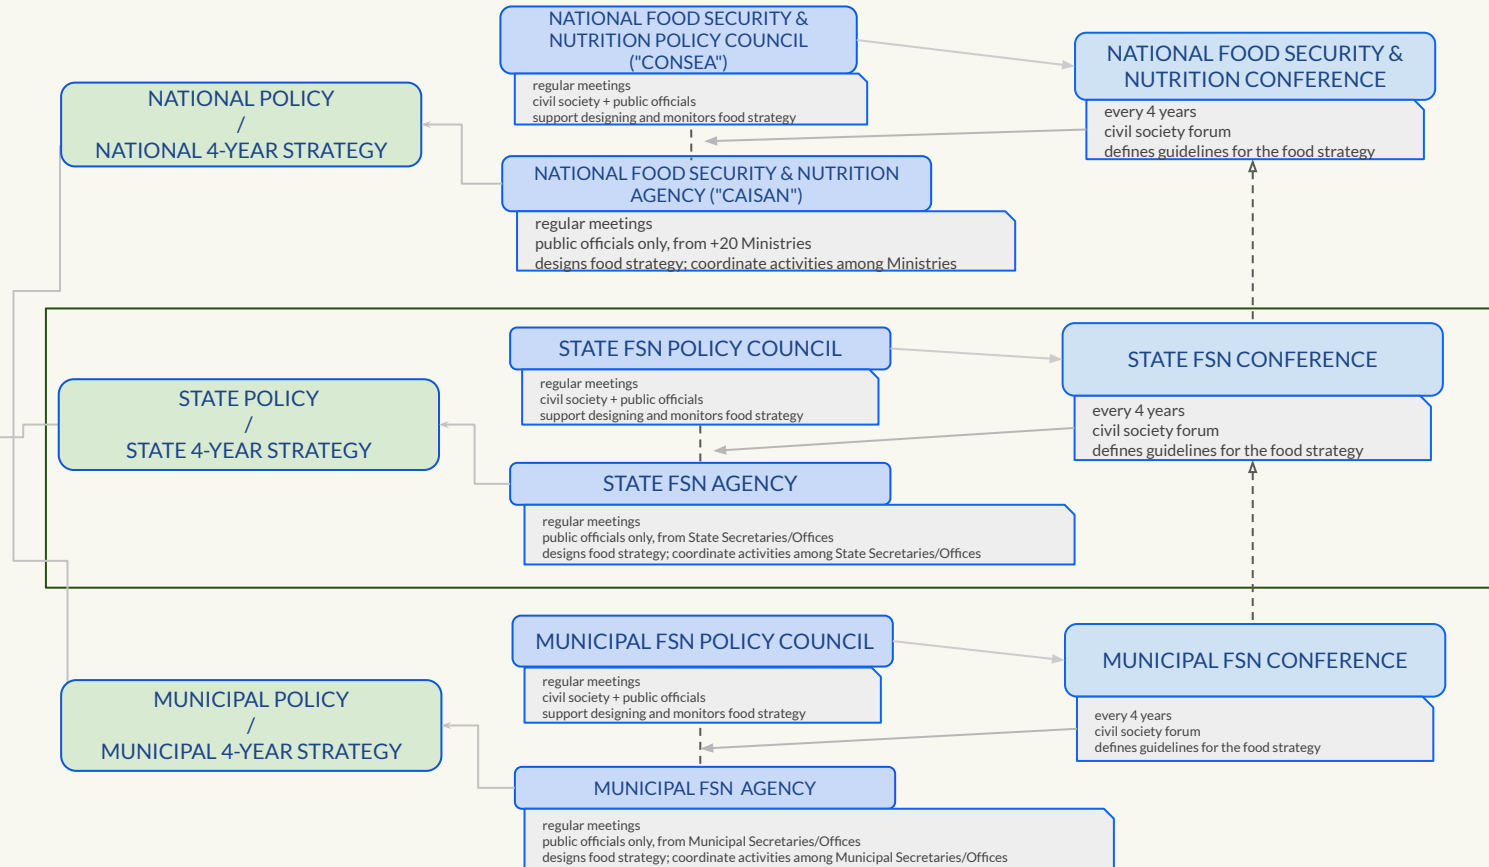 NATIONAL FOOD SECURITY &
NUTRITION POLICY COUNCIL
("CONSEA")
regular meetings
civil society + public officials
support designing and monitors food strategy
NATIONAL FOOD SECURITY &
NUTRITION CONFERENCE
every 4 years
civil society forum
defines guidelines for the food strategy
NATIONAL POLICY
/
NATIONAL 4-YEAR STRATEGY
NATIONAL FOOD SECURITY & NUTRITION
AGENCY ("CAISAN")
regular meetings
public officials only, from +20 Ministries
designs food strategy; coordinate activities among Ministries
STATE FSN POLICY COUNCIL
regular meetings
civil society + public officials
support designing and monitors food strategy
STATE FSN CONFERENCE
every 4 years
civil society forum
defines guidelines for the food strategy
STATE POLICY
/
STATE 4-YEAR STRATEGY
STATE FSN AGENCY
regular meetings
public officials only, from State Secretaries/Offices
designs food strategy; coordinate activities among State Secretaries/Offices
MUNICIPAL FSN POLICY COUNCIL
regular meetings
civil society + public officials
support designing and monitors food strategy
MUNICIPAL FSN CONFERENCE
every 4 years
civil society forum
defines guidelines for the food strategy
MUNICIPAL POLICY
/
MUNICIPAL 4-YEAR STRATEGY
MUNICIPAL FSN AGENCY
regular meetings
public officials only, from Municipal Secretaries/Offices
designs food strategy; coordinate activities among Municipal Secretaries/Offices